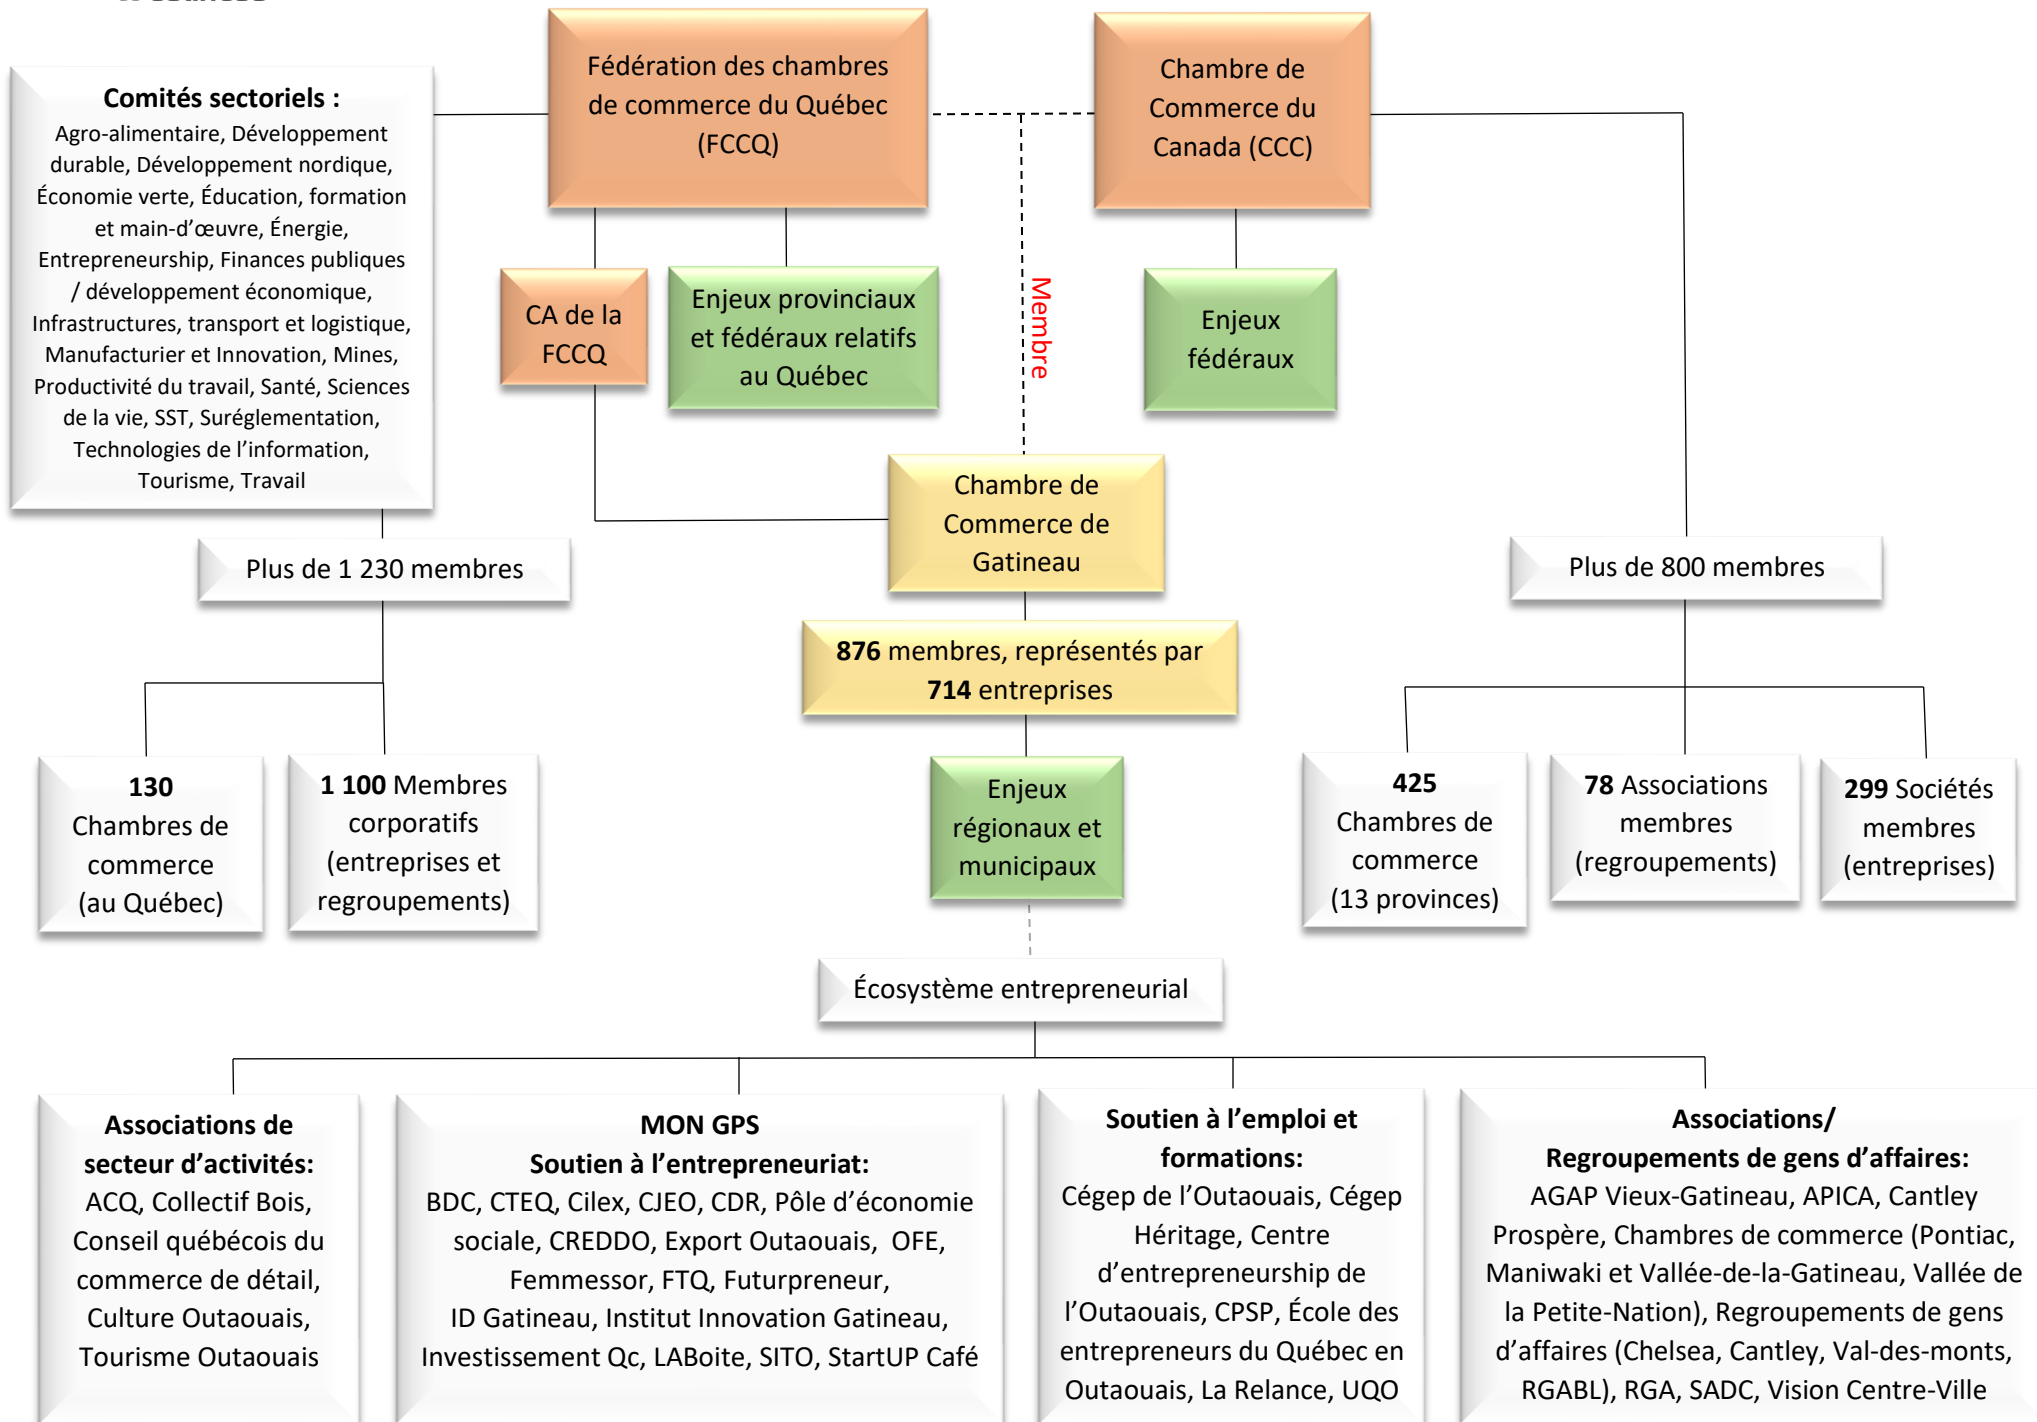 Fédération des chambres
de commerce du Québec
(FCCQ)
Chambre de
Commerce du
Canada (CCC)
Comités sectoriels :
Agro-alimentaire, Développement
durable, Développement nordique,
Économie verte, Éducation, formation
et main-d’œuvre, Énergie,
Entrepreneurship, Finances publiques
/ développement économique,
Infrastructures, transport et logistique,
Manufacturier et Innovation, Mines,
Productivité du travail, Santé, Sciences
de la vie, SST, Suréglementation,
Technologies de l’information,
Tourisme, Travail
CA de la
FCCQ
Enjeux provinciaux
et fédéraux relatifs
au Québec
Membre
Enjeux
fédéraux
Chambre de
Commerce de
Gatineau
Plus de 1 230 membres
Plus de 800 membres
876 membres, représentés par
714 entreprises
130
Chambres de
commerce
(au Québec)
1 100 Membres
corporatifs
(entreprises et
regroupements)
Enjeux
régionaux et
municipaux
425
Chambres de
commerce
(13 provinces)
78 Associations
membres
(regroupements)
299 Sociétés
membres
(entreprises)
Écosystème entrepreneurial
Associations de
secteur d’activités:
ACQ, Collectif Bois,
Conseil québécois du
commerce de détail,
Culture Outaouais,
Tourisme Outaouais
MON GPS
Soutien à l’entrepreneuriat:
BDC, CTEQ, Cilex, CJEO, CDR, Pôle d’économie
sociale, CREDDO, Export Outaouais, OFE,
Femmessor, FTQ, Futurpreneur,
ID Gatineau, Institut Innovation Gatineau,
Investissement Qc, LABoite, SITO, StartUP Café
Soutien à l’emploi et
formations:
Cégep de l’Outaouais, Cégep
Héritage, Centre
d’entrepreneurship de
l’Outaouais, CPSP, École des
entrepreneurs du Québec en
Outaouais, La Relance, UQO
Associations/
Regroupements de gens d’affaires:
AGAP Vieux-Gatineau, APICA, Cantley
Prospère, Chambres de commerce (Pontiac,
Maniwaki et Vallée-de-la-Gatineau, Vallée de
la Petite-Nation), Regroupements de gens
d’affaires (Chelsea, Cantley, Val-des-monts,
RGABL), RGA, SADC, Vision Centre-Ville